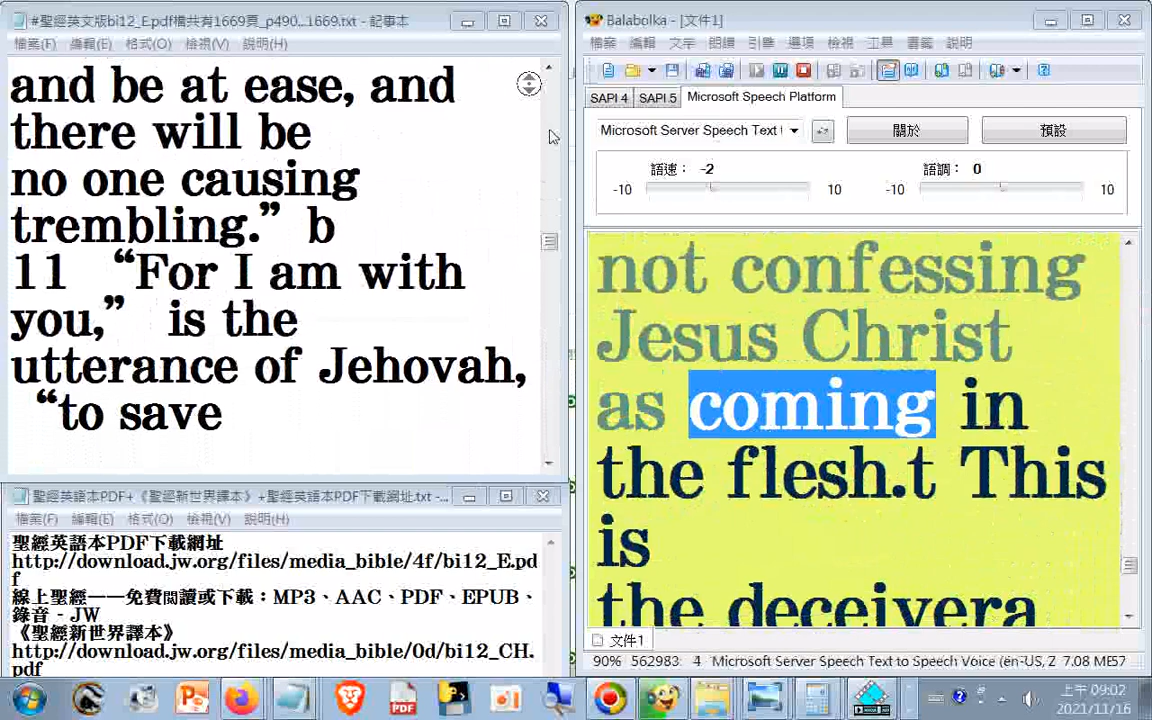 #聖經英文版bi12_E.pdf檔共有1669頁_p490...1669.txt - 記事本
檔案(F) 編輯(E) 格式(O) 檢視(V) 說明(H)
and be at ease, and
there will be
no one causing
trembling.” b
11 “For I am with
you,” is the
utterance of Jehovah,
“to save
聖經英語本PDF+《聖經新世界譯本》+聖經英語本PDF下載網址.txt -...
檔案(F) 編輯(E) 格式(O) 檢視(V) 說明(H)
聖經英語本PDF下載網址
http://download.jw.org/files/media_bible/4f/bi12_E.pd
f
線上聖經——免費閱讀或下載：MP3、AAC、PDF、EPUB、
錄音 - JW
《聖經新世界譯本》
http://download.jw.org/files/media_bible/0d/bi12_CH.
pdf
Balabolka - [文件1]
檔案 編輯 文字 朗讀 引擎 選項 檢視 工具 書籤 說明
SAPI 4 SAPI 5 Microsoft Speech Platform
Microsoft Server Speech Text 關於 預設
語速： -2 語調： 0
-10 10 -10 10
not confessing
Jesus Christ
as coming in
the flesh.t This
is
the deceivera
文件1
90% 562983: 4 Microsoft Server Speech Text to Speech Voice (en-US, Z 7.08 ME57
PDF
上午 09:02
2021/11/16